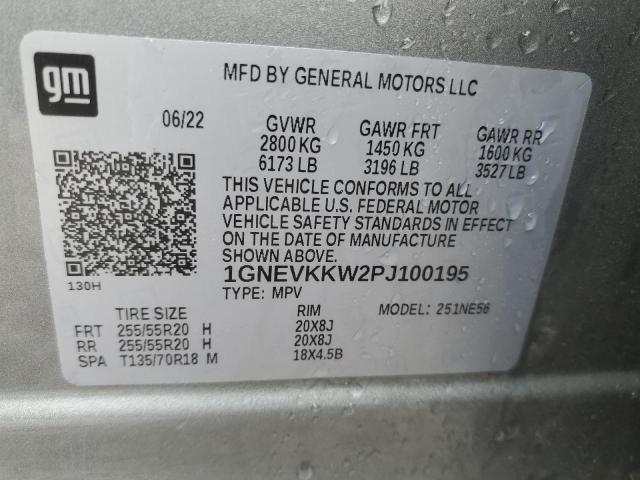 gm
MFD BY GENERAL MOTORS LLC
06/22 GVWR GAWR FRT GAWR RR
2800 KG 1450 KG 1600 KG
6173 LB 3196 LB 3527 LB
THIS VEHICLE CONFORMS TO ALL
APPLICABLE U.S. FEDERAL MOTOR
VEHICLE SAFETY STANDARDS IN EFFECT
ON THE DATE OF MANUFACTURE
SHOWN ABOVE.
130H
1GNEVKKW2PJ100195
TYPE: MPV MODEL: 251NE56
TIRE SIZE RIM
FRT 255/55R20 H 20X8J
RR 255/55R20 H 20X8J
SPA T135/70R18 M 18X4.5B